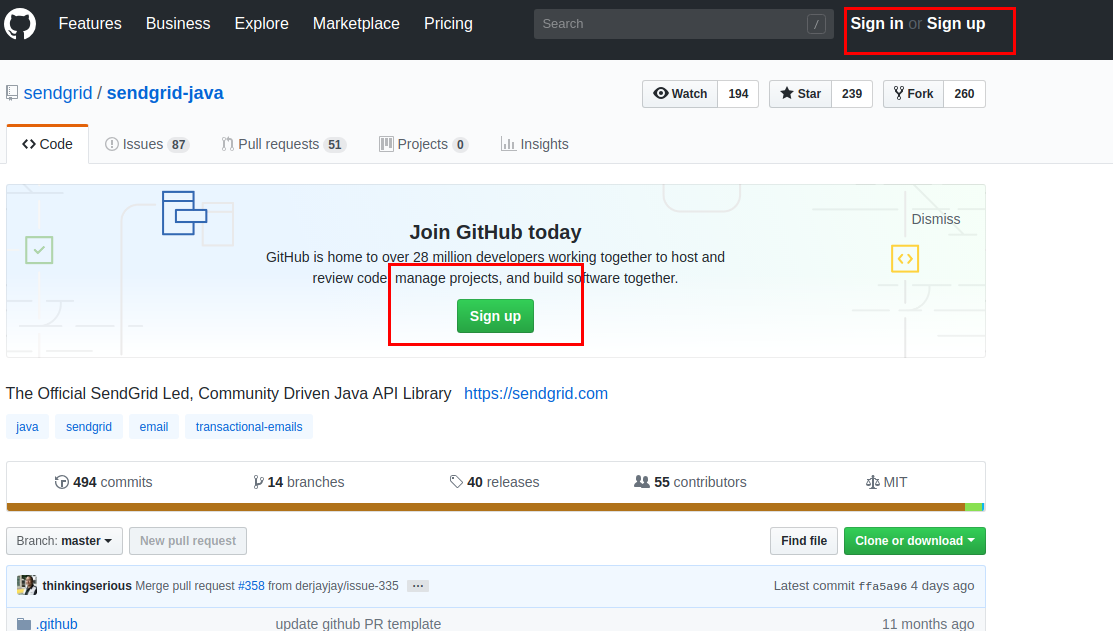 Features Business Explore Marketplace Pricing Search / Sign in or Sign up
sendgrid / sendgrid-java Watch 194 Star 239 Fork 260
Code Issues 87 Pull requests 51 Projects 0 Insights
Dismiss
Join GitHub today
GitHub is home to over 28 million developers working together to host and
review code, manage projects, and build software together.
Sign up
The Official SendGrid Led, Community Driven Java API Library https://sendgrid.com
java sendgrid email transactional-emails
494 commits 14 branches 40 releases 55 contributors MIT
Branch: master New pull request Find file Clone or download
thinkingserious Merge pull request #358 from derjayjay/issue-335 ... Latest commit ffa5a96 4 days ago
.github update github PR template 11 months ago